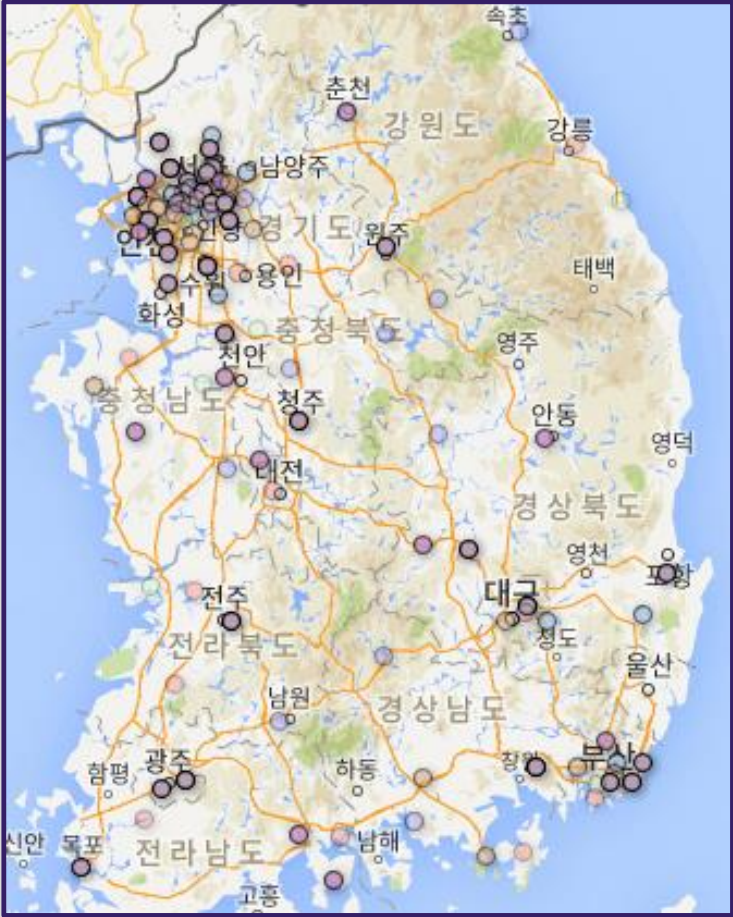 속초
춘천
강원도
강릉
남양주
경기도
원주
용인
수원
태백
화성
충청북도
영주
천안
충청남도
청주
안동
영덕
대전
경상북도
영천
포항
대구
전주
청도
전라북도
울산
남원
경상남도
부산
창원
광주
함평
하동
신안
목포
전라남도
남해
고흥